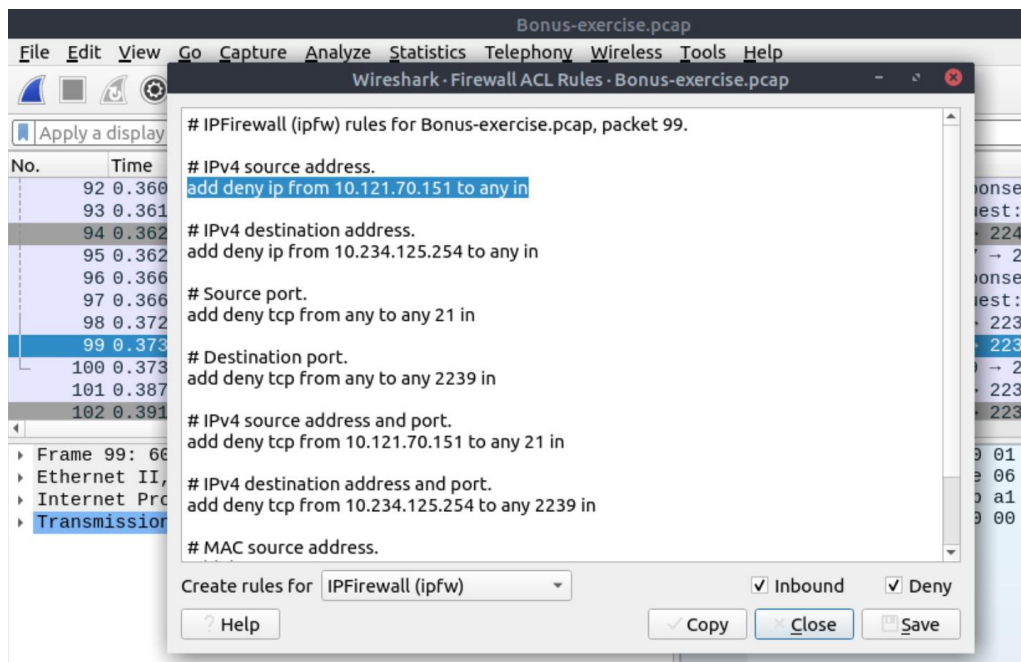 Bonus-exercise.pcap
File Edit View Go Capture Analyze Statistics Telephony Wireless Tools Help
Wireshark · Firewall ACL Rules · Bonus-exercise.pcap
Apply a display
No. Time
92 0.360
93 0.361
94 0.362
95 0.362
96 0.366
97 0.366
98 0.372
99 0.373
100 0.373
101 0.387
102 0.391
# IPFirewall (ipfw) rules for Bonus-exercise.pcap, packet 99.
# IPv4 source address.
add deny ip from 10.121.70.151 to any in
# IPv4 destination address.
add deny ip from 10.234.125.254 to any in
# Source port.
add deny tcp from any to any 21 in
# Destination port.
add deny tcp from any to any 2239 in
# IPv4 source address and port.
add deny tcp from 10.121.70.151 to any 21 in
# IPv4 destination address and port.
add deny tcp from 10.234.125.254 to any 2239 in
# MAC source address.
Create rules for IPFirewall (ipfw) Inbound Deny
Help Copy Close Save
Frame 99: 60
Ethernet II,
Internet Pro
Transmission
224
223
223
223
223
01
06
a1
00